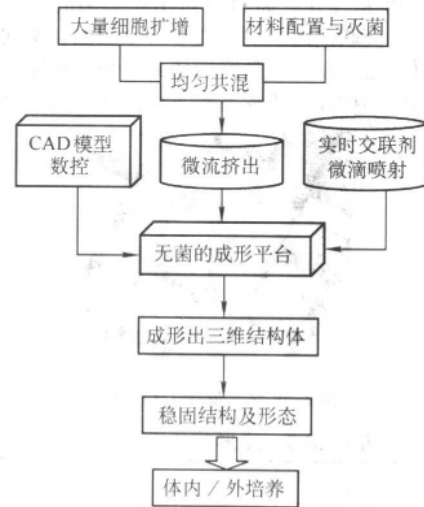 大量细胞扩增
材料配置与灭菌
均匀共混
CAD模型
数控
微流挤出
实时交联剂
微滴喷射
无菌的成形平台
成形出三维结构体
稳固结构及形态
体内／外培养